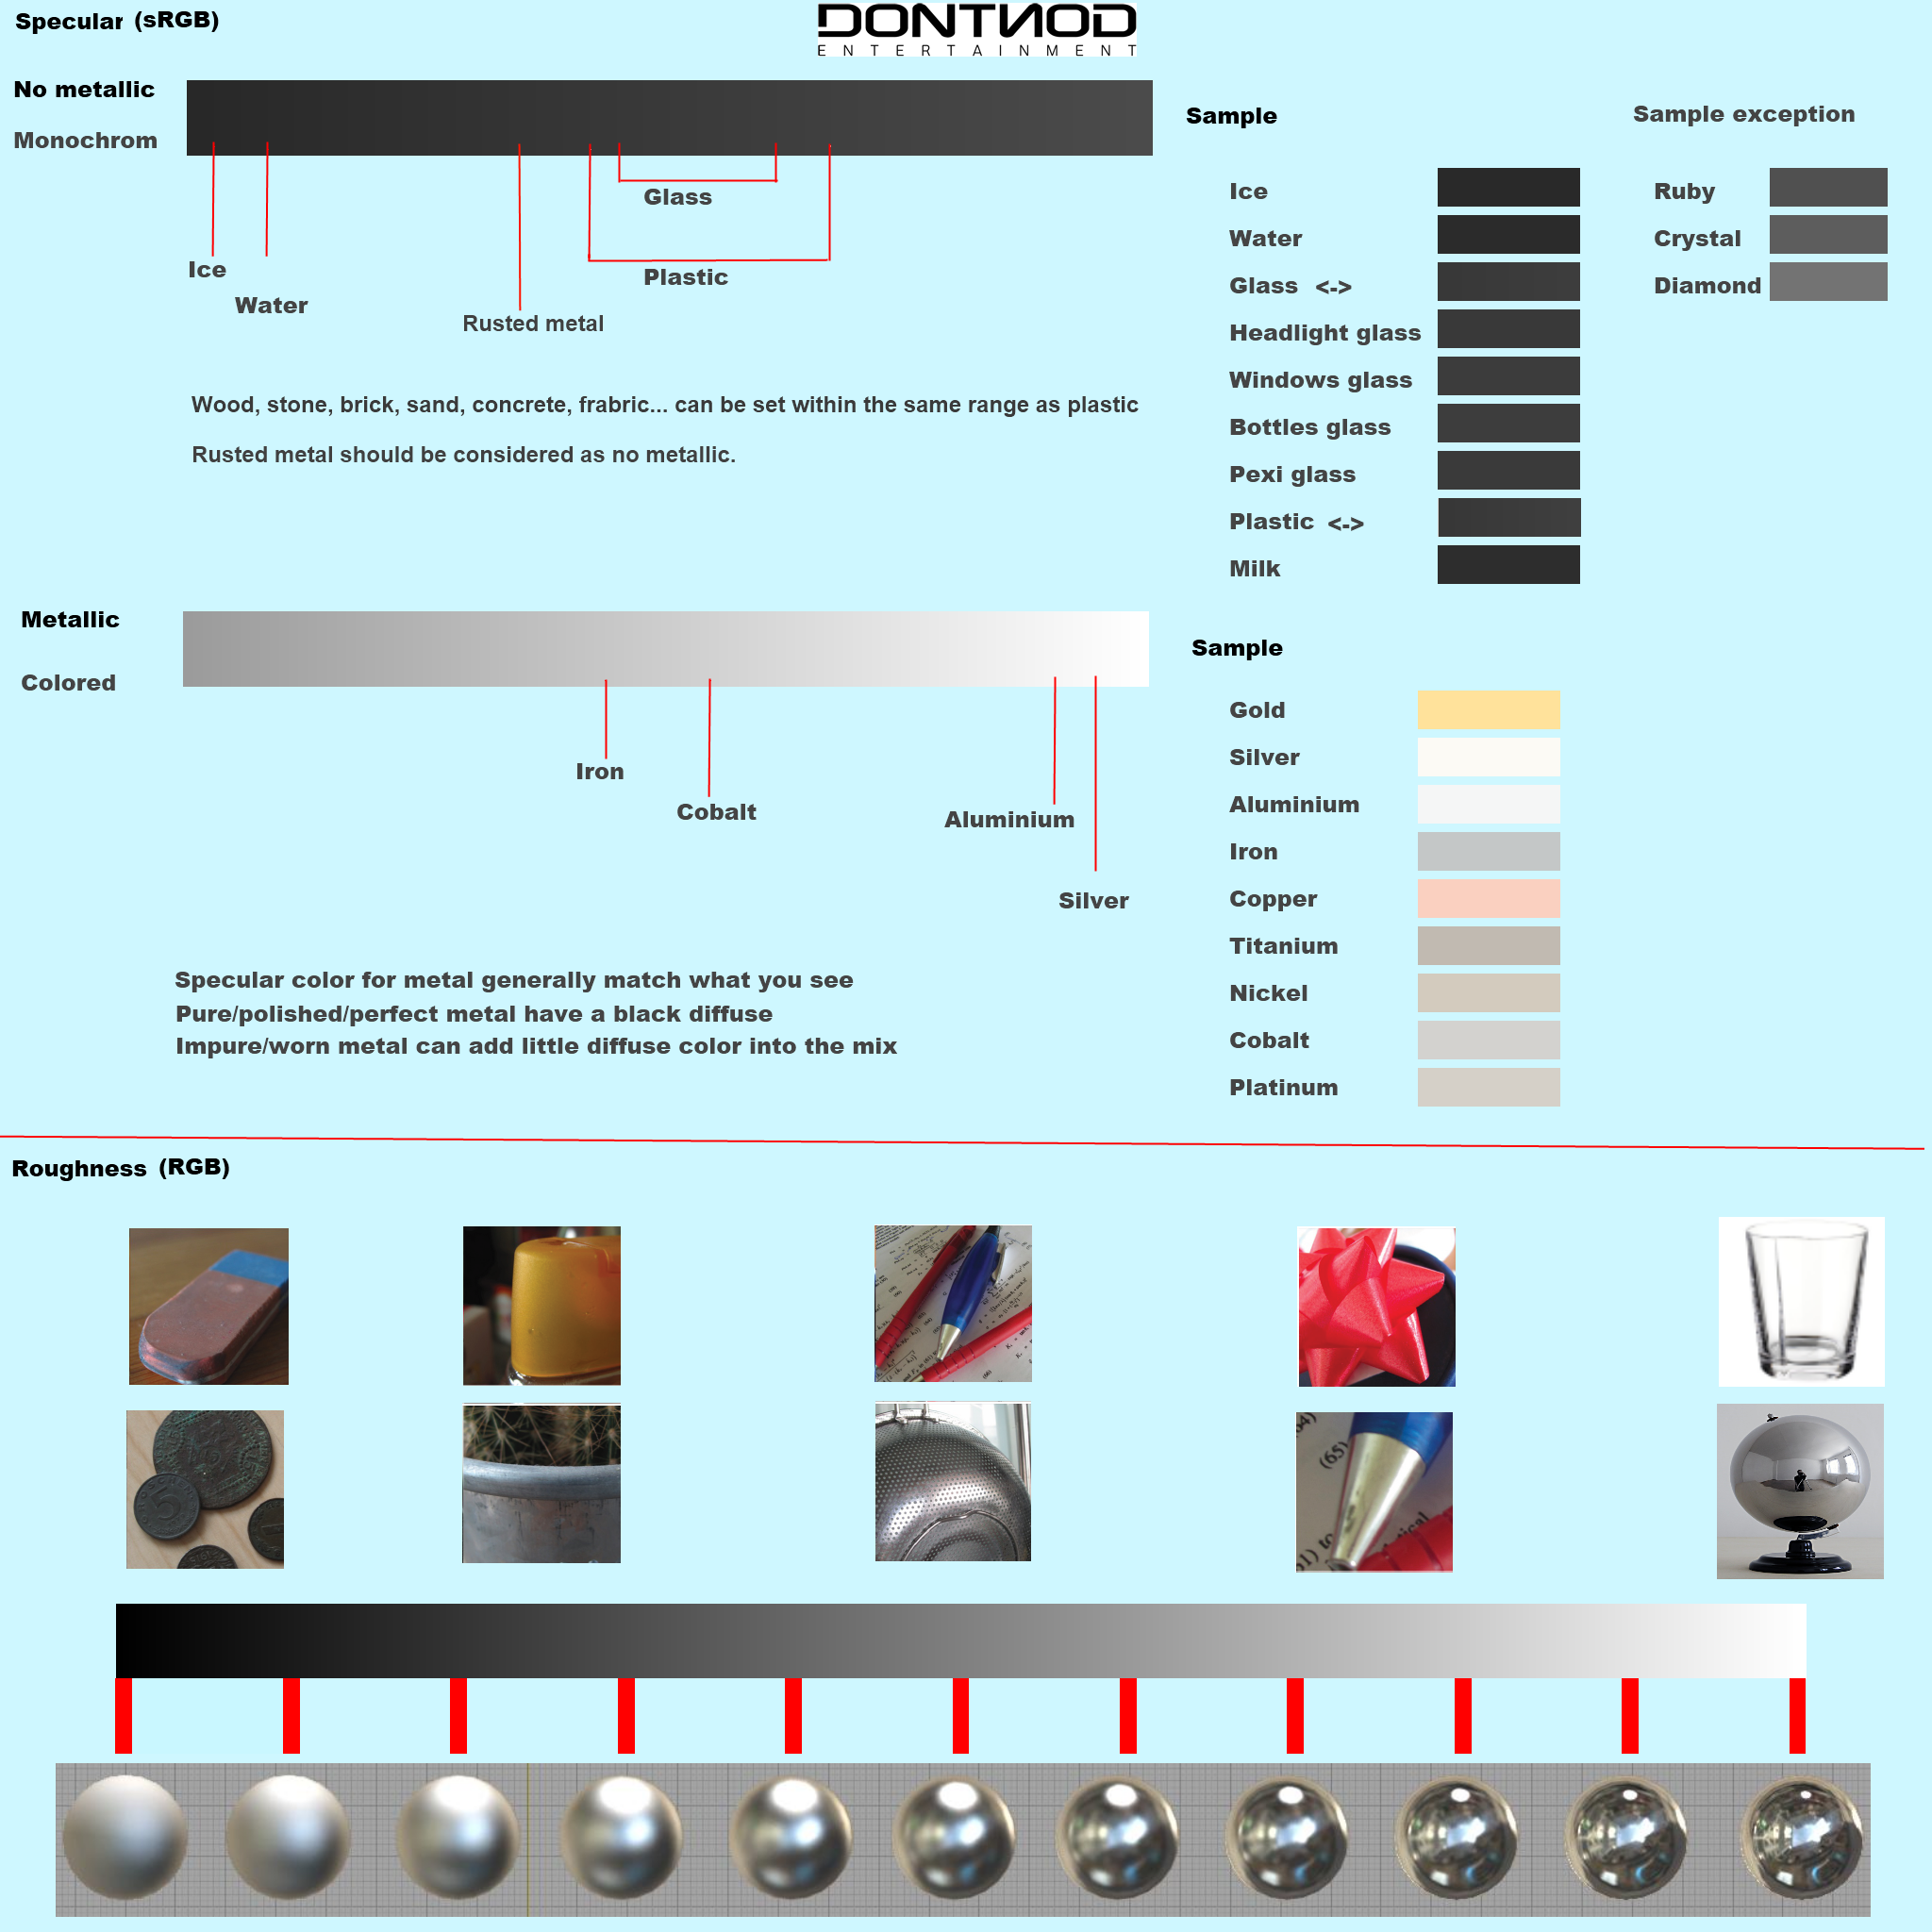 Specular (sRGB)
DONTNOD
ENTERTAINMENT
No metallic
Monochrom
Glass
Ice
Plastic
Water
Rusted metal
Wood, stone, brick, sand, concrete, frabric... can be set within the same range as plastic
Rusted metal should be considered as no metallic.
Sample
Ice
Water
Glass <->
Headlight glass
Windows glass
Bottles glass
Pexi glass
Plastic <->
Milk
Sample exception
Ruby
Crystal
Diamond
Metallic
Colored
Iron
Cobalt
Aluminium
Silver
Specular color for metal generally match what you see
Pure/polished/perfect metal have a black diffuse
Impure/worn metal can add little diffuse color into the mix
Sample
Gold
Silver
Aluminium
Iron
Copper
Titanium
Nickel
Cobalt
Platinum
Roughness (RGB)
5
(65)